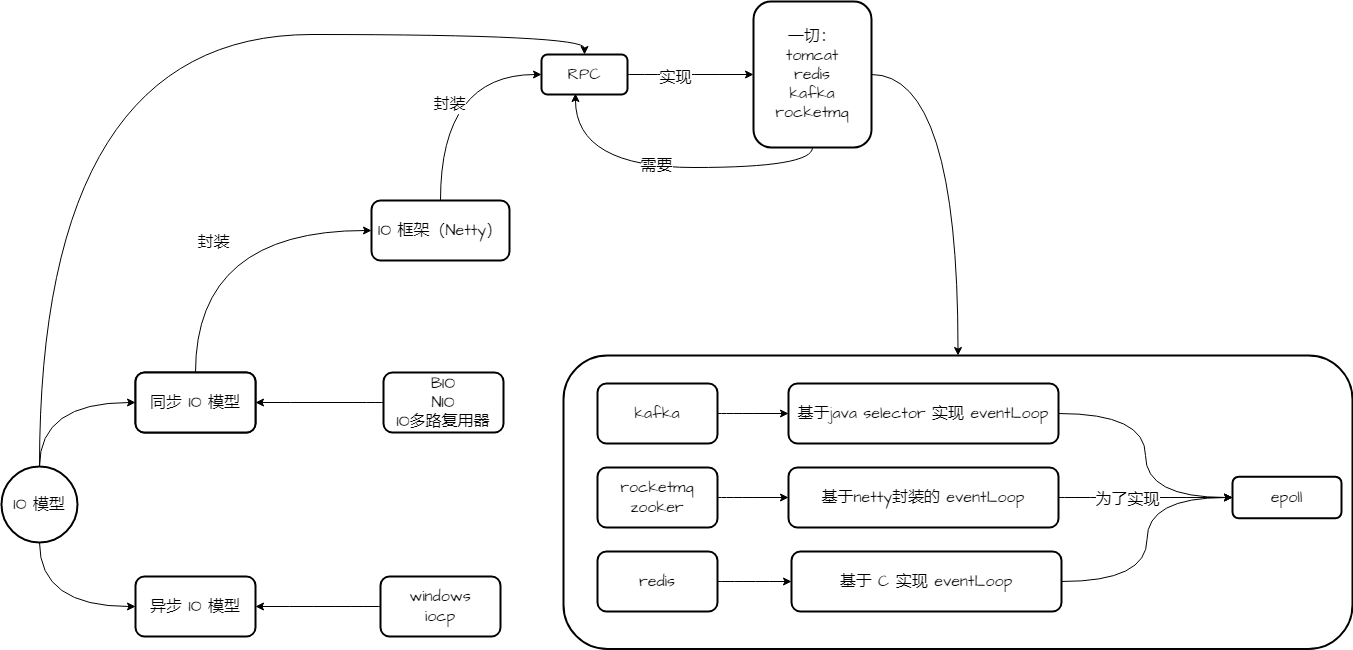 一切：
tomcat
redis
kafka
rocketmq
RPC
实现
封装
需要
IO 框架（Netty）
封装
同步 IO 模型
BIO
NIO
IO多路复用器
IO 模型
异步 IO 模型
windows
iocp
kafka
基于java selector 实现 eventLoop
rocketmq
zooker
基于netty封装的 eventLoop
为了实现
epoll
redis
基于 C 实现 eventLoop